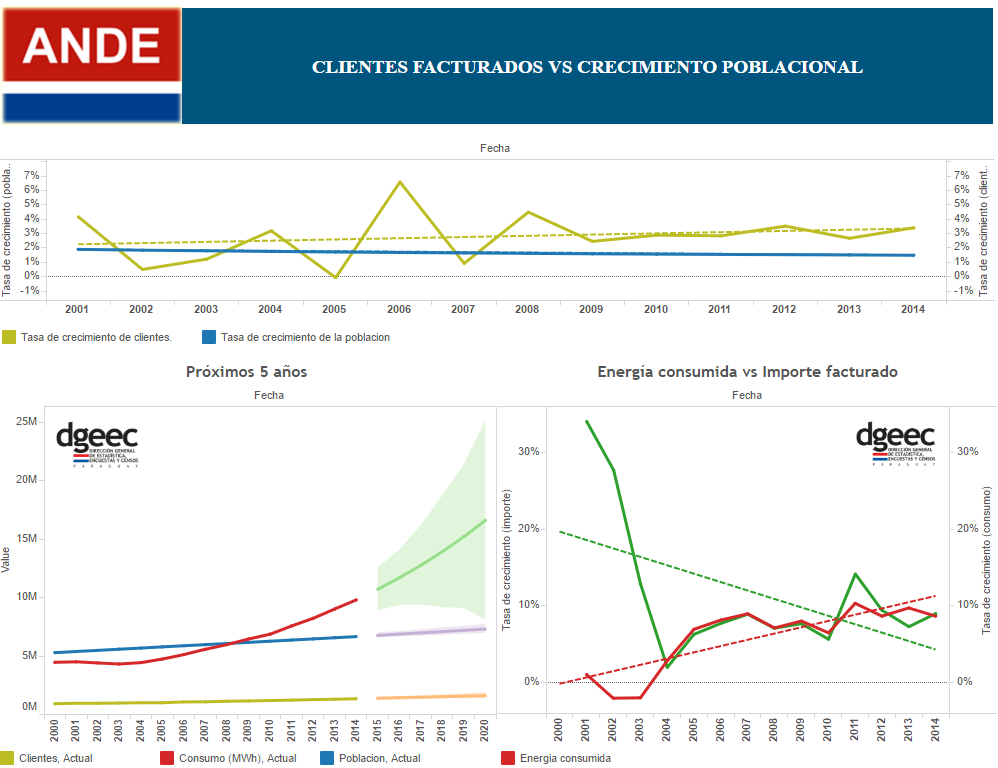 ANDE
CLIENTES FACTURADOS VS CRECIMIENTO POBLACIONAL
Fecha
Tasa de crecimiento (pobla..
7%
6%
5%
4%
3%
2%
1%
0%
-1%
7%
6%
5%
4%
3%
2%
1%
0%
-1%
Tasa de crecimiento (client..
2001 2002 2003 2004 2005 2006 2007 2008 2009 2010 2011 2012 2013 2014
Tasa de crecimiento de clientes.
Tasa de crecimiento de la poblacion
Próximos 5 años
Fecha
dgeec
DIRECCIÓN GENERAL
DE ESTADÍSTICA,
ENCUESTAS Y CENSOS
PARAGUAY
Value
25M
20M
15M
10M
5M
0M
2000 2001 2002 2003 2004 2005 2006 2007 2008 2009 2010 2011 2012 2013 2014 2015 2016 2017 2018 2019 2020
Clientes, Actual
Consumo (MWh), Actual
Poblacion, Actual
Energía consumida vs Importe facturado
Fecha
dgeec
DIRECCIÓN GENERAL
DE ESTADÍSTICA,
ENCUESTAS Y CENSOS
PARAGUAY
Tasa de crecimiento (importe)
30%
20%
10%
0%
30%
20%
10%
0%
Tasa de crecimiento (consumo)
2000 2001 2002 2003 2004 2005 2006 2007 2008 2009 2010 2011 2012 2013 2014
Energia consumida